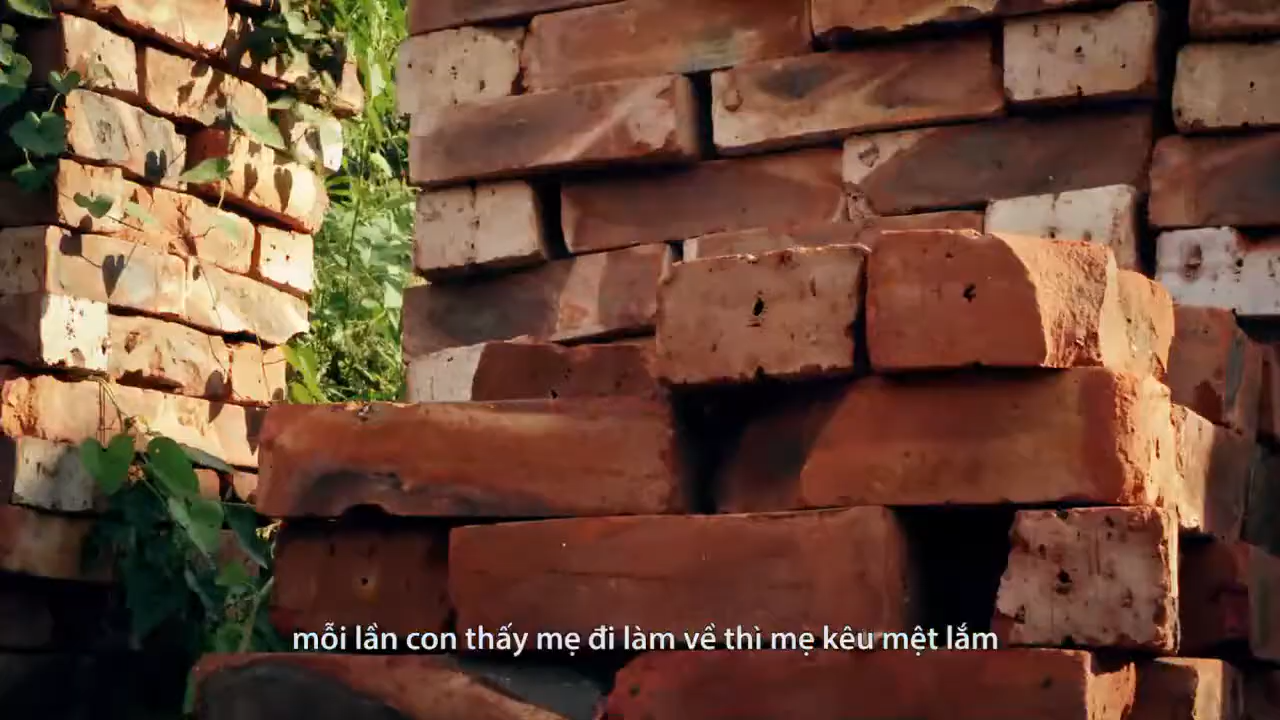 mỗi lần con thấy mẹ đi làm về thì mẹ kêu mệt lắm